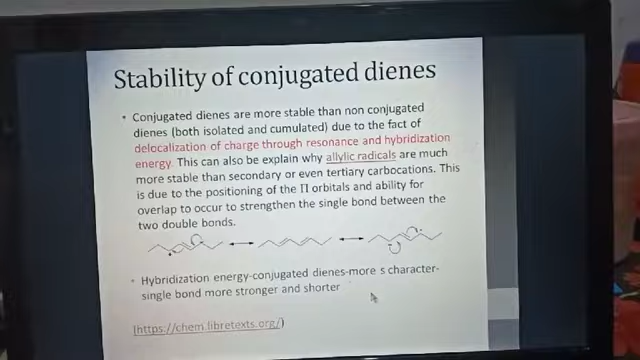 Stability of conjugated dienes
• Conjugated dienes are more stable than non conjugated
dienes (both isolated and cumulated) due to the fact of
delocalization of charge through resonance and hybridization
energy. This can also be explain why allylic radicals are much
more stable than secondary or even tertiary carbocations. This
is due to the positioning of the Π orbitals and ability for
overlap to occur to strengthen the single bond between the
two double bonds.
• Hybridization energy-conjugated dienes-more s character-
single bond more stronger and shorter
[https://chem.libretexts.org/)